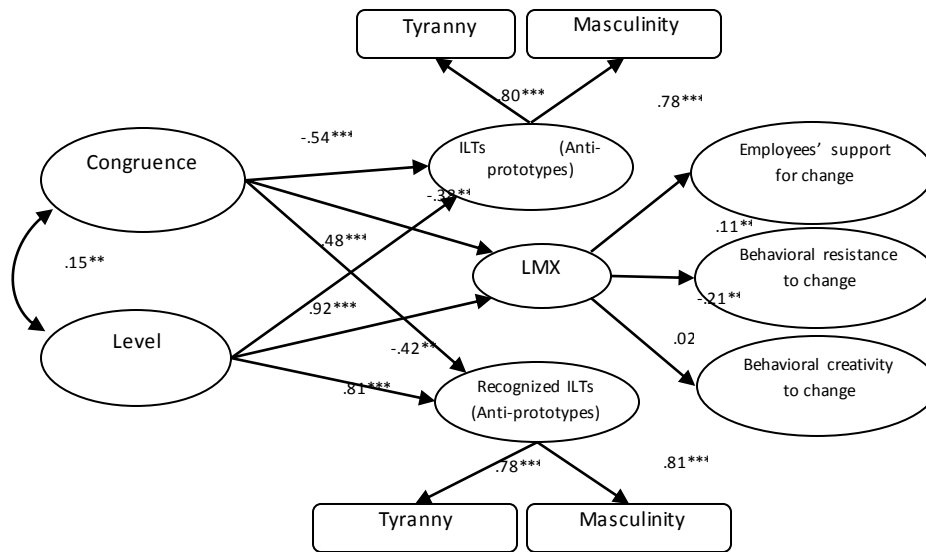 Tyranny
Masculinity
.80***
.78***
-.54***
Congruence
ILTs (Anti-
prototypes)
Employees’ support
for change
-.38**
.48***
.11**
.15**
LMX
Behavioral resistance
to change
-.21**
.92***
Level
-.42**
.02
.81***
Recognized ILTs
(Anti-prototypes)
Behavioral creativity
to change
.78***
.81***
Tyranny
Masculinity